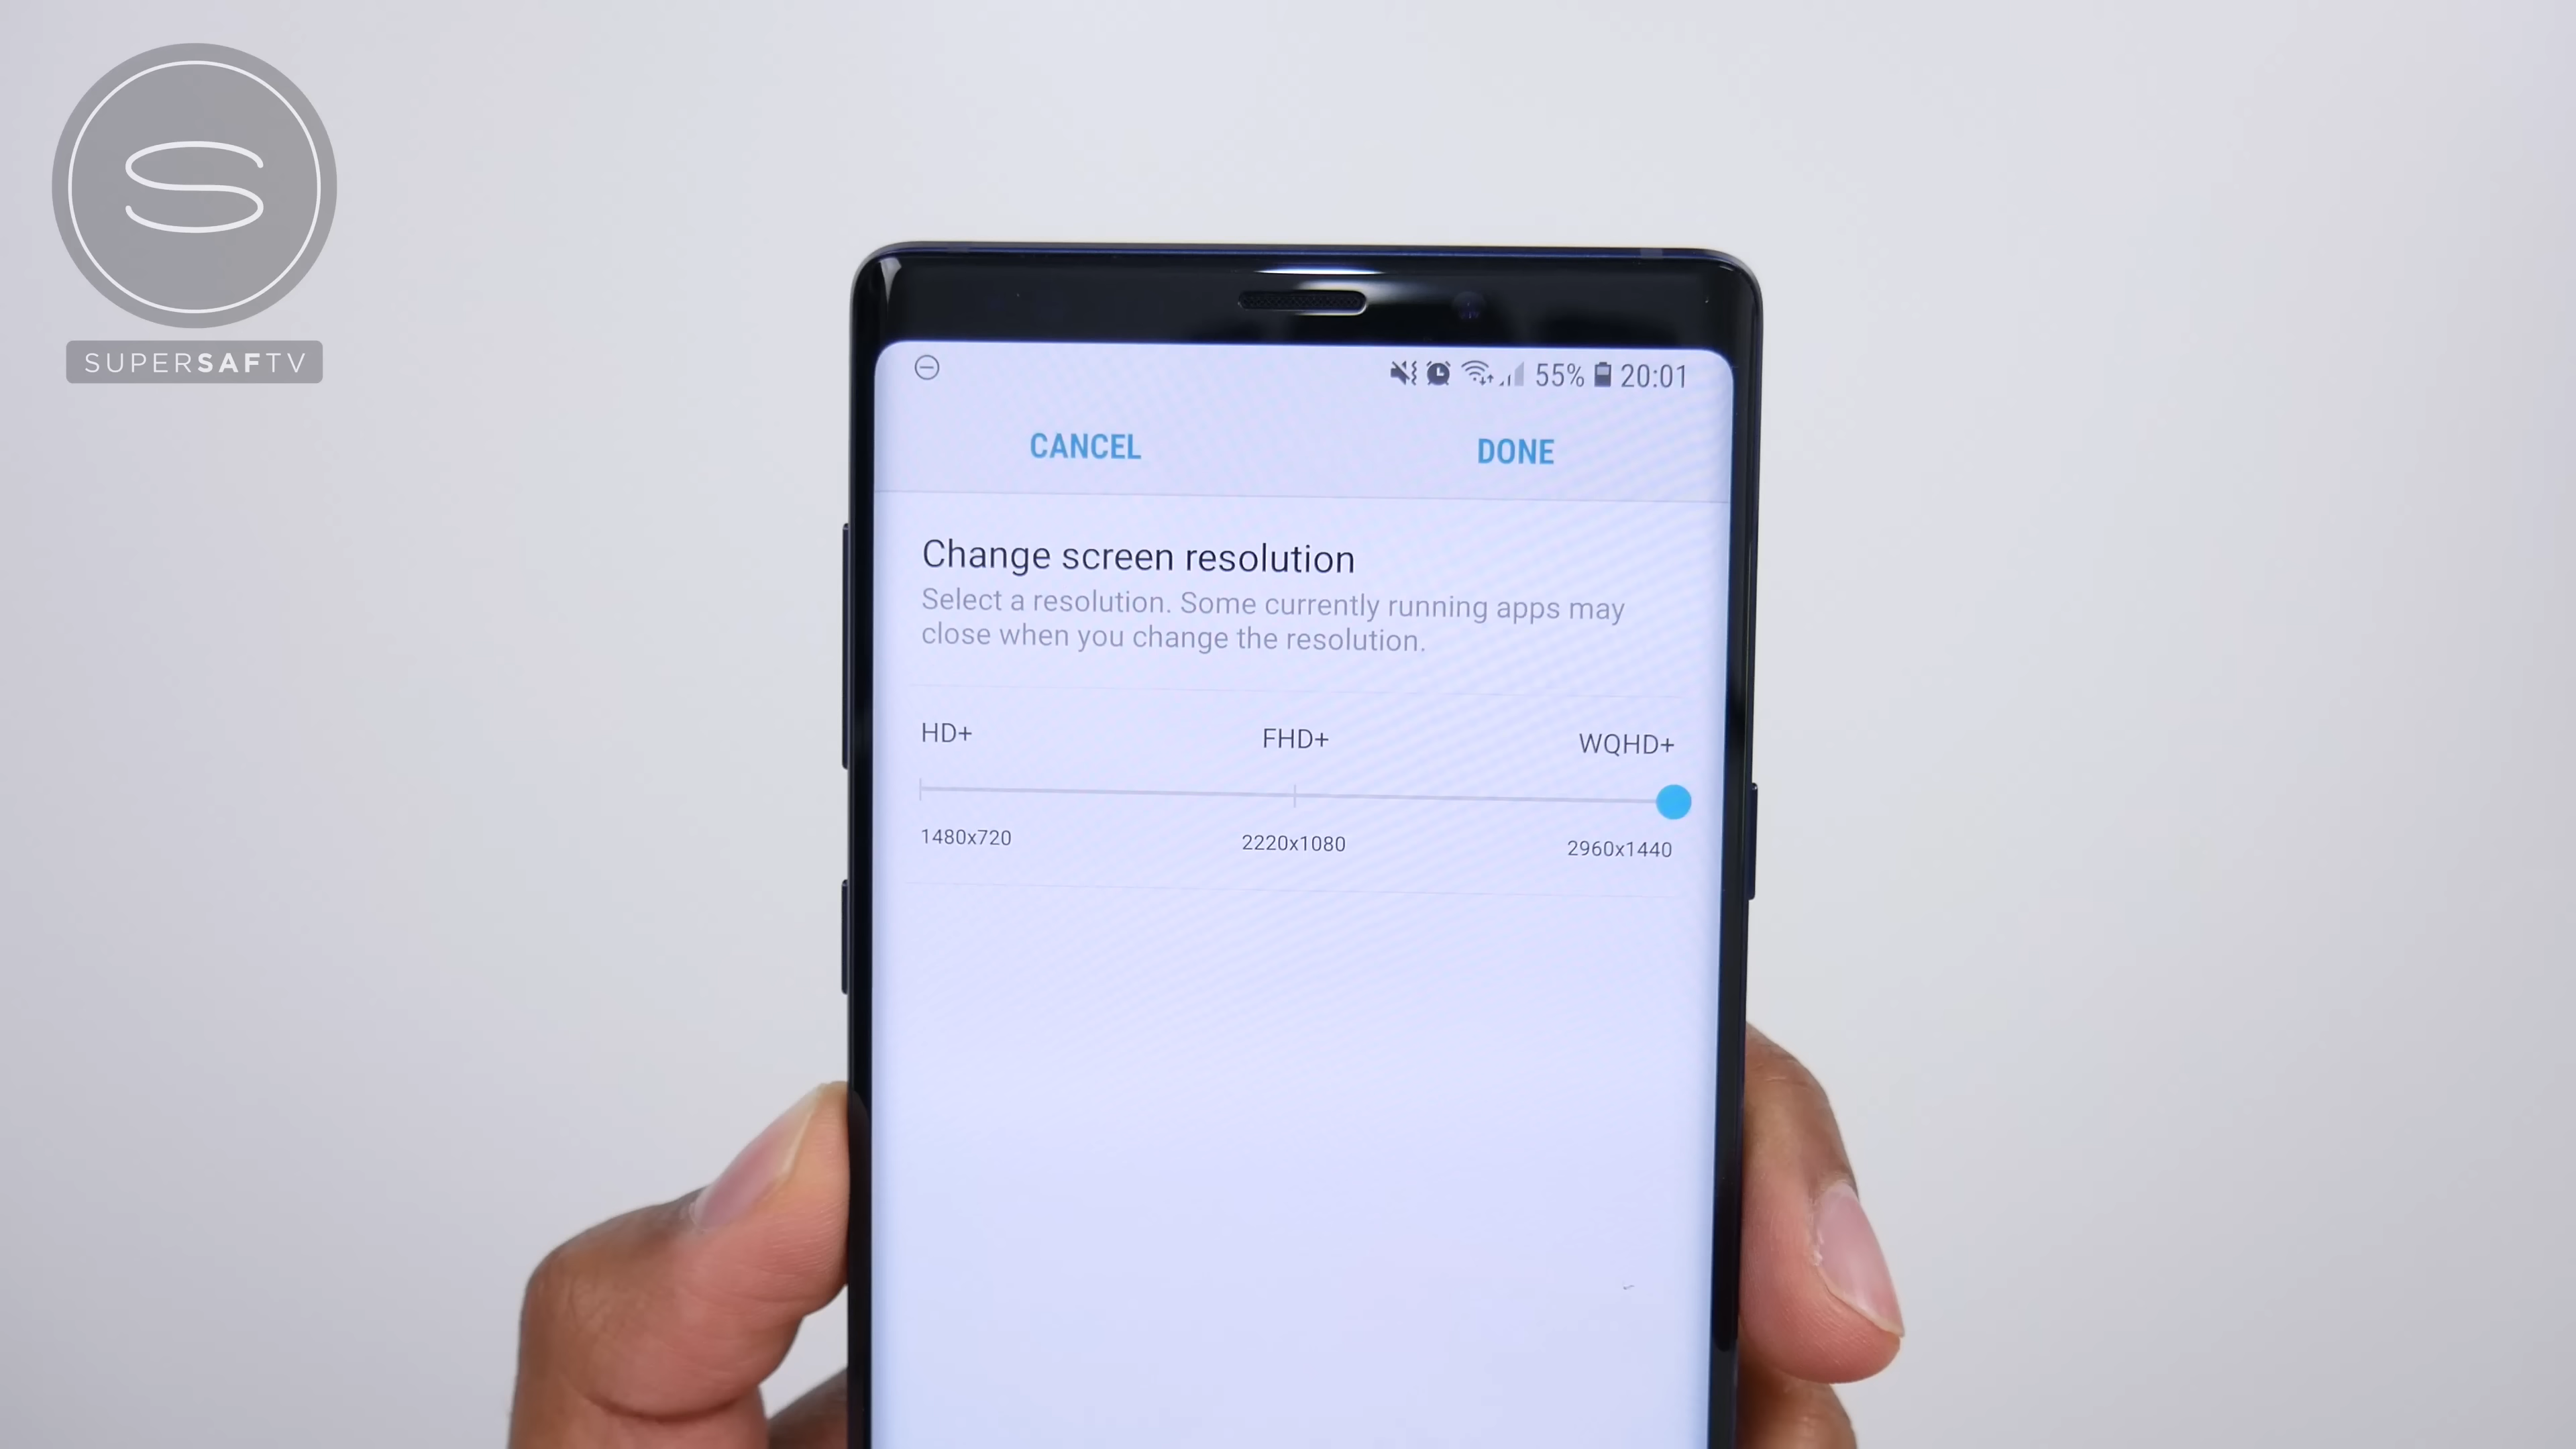 SUPERSAFTV
55% 20:01
CANCEL DONE
Change screen resolution
Select a resolution. Some currently running apps may
close when you change the resolution.
HD+ FHD+ WQHD+
1480x720 2220x1080 2960x1440